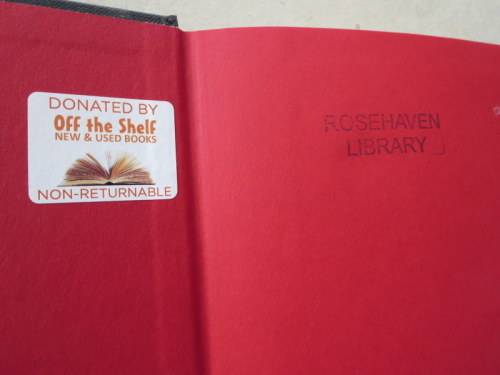 DONATED BY
Off the Shelf
NEW & USED BOOKS
NON-RETURNABLE
ROSEHAVEN
LIBRARY